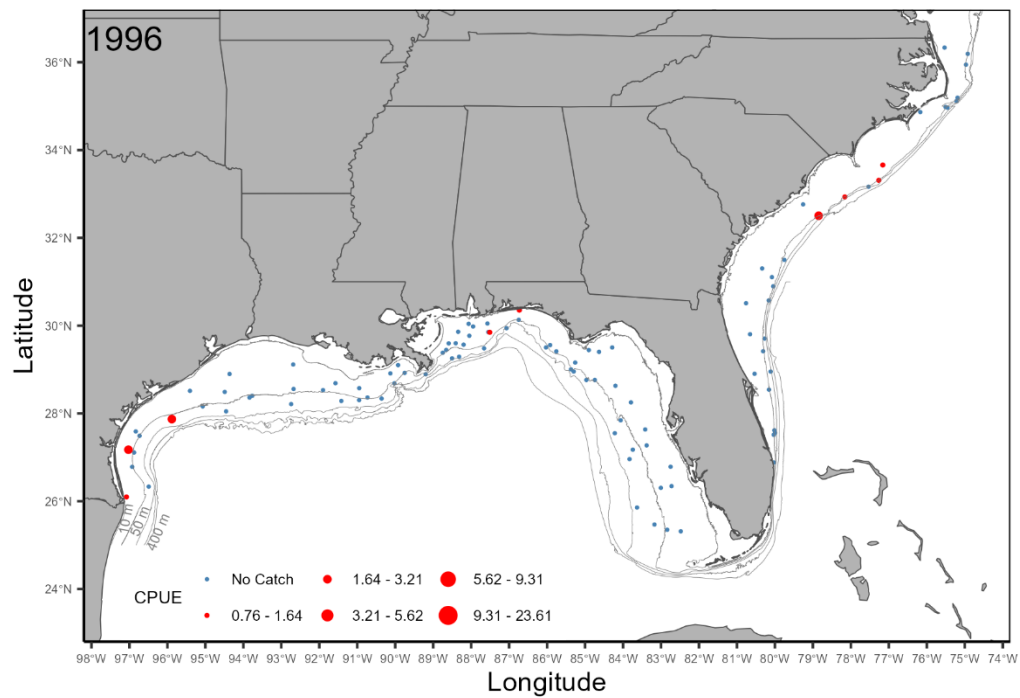 1996
36°N
34°N
32°N
30°N
28°N
26°N
24°N
Latitude
10 m
50 m
400 m
CPUE
No Catch
1.64 - 3.21
5.62 - 9.31
0.76 - 1.64
3.21 - 5.62
9.31 - 23.61
98°W 97°W 96°W 95°W 94°W 93°W 92°W 91°W 90°W 89°W 88°W 87°W 86°W 85°W 84°W 83°W 82°W 81°W 80°W 79°W 78°W 77°W 76°W 75°W 74°W
Longitude